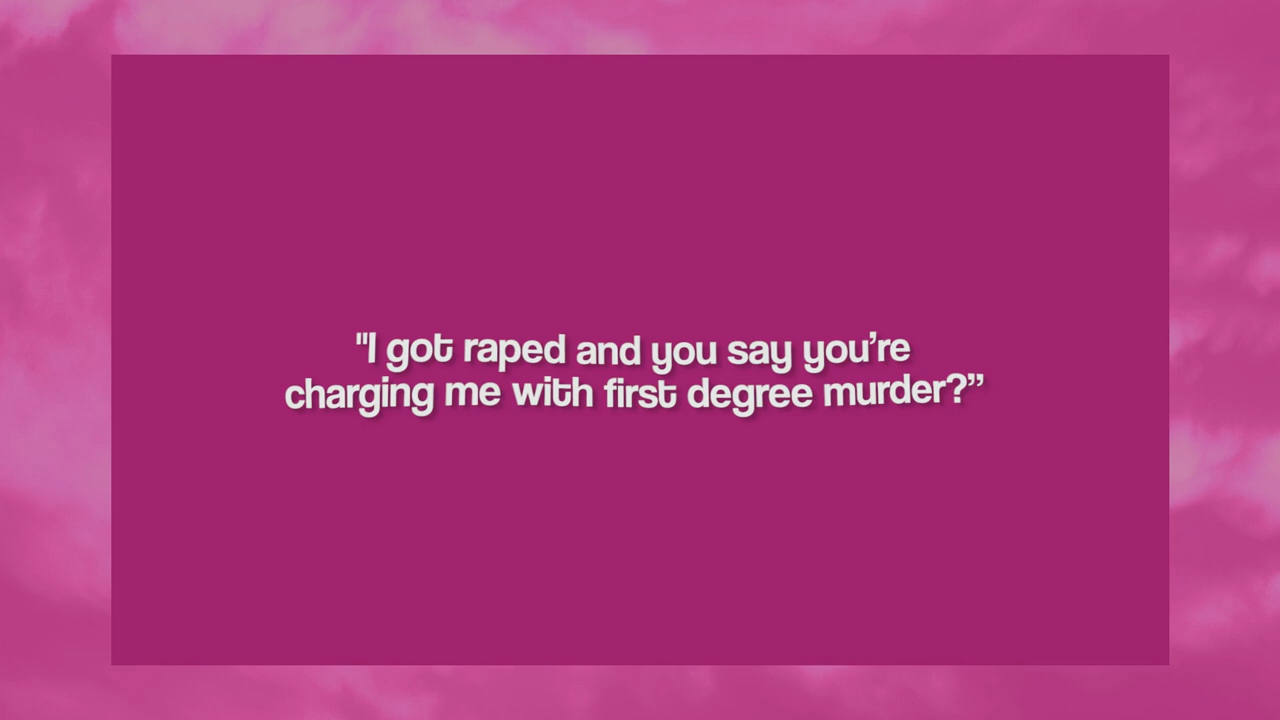 "I got raped and you say you’re
charging me with first degree murder?”